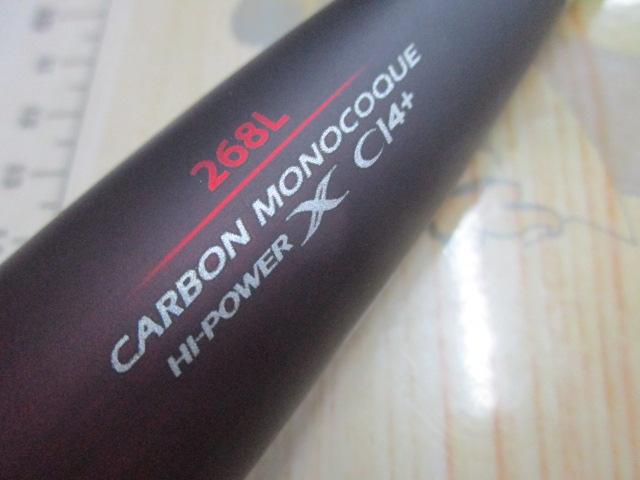 268L
CARBON MONOCOQUE
HI-POWER X CI4+